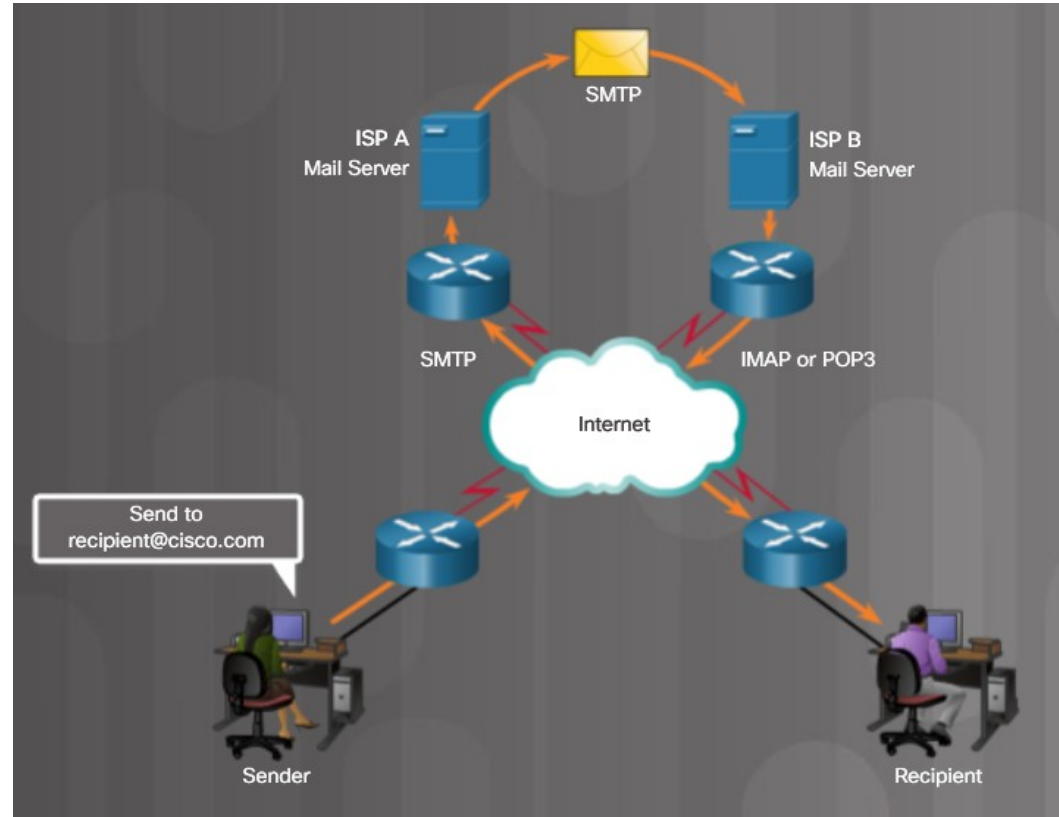 SMTP
ISP A
Mail Server
ISP B
Mail Server
SMTP
IMAP or POP3
Internet
Send to
recipient@cisco.com
Sender
Recipient